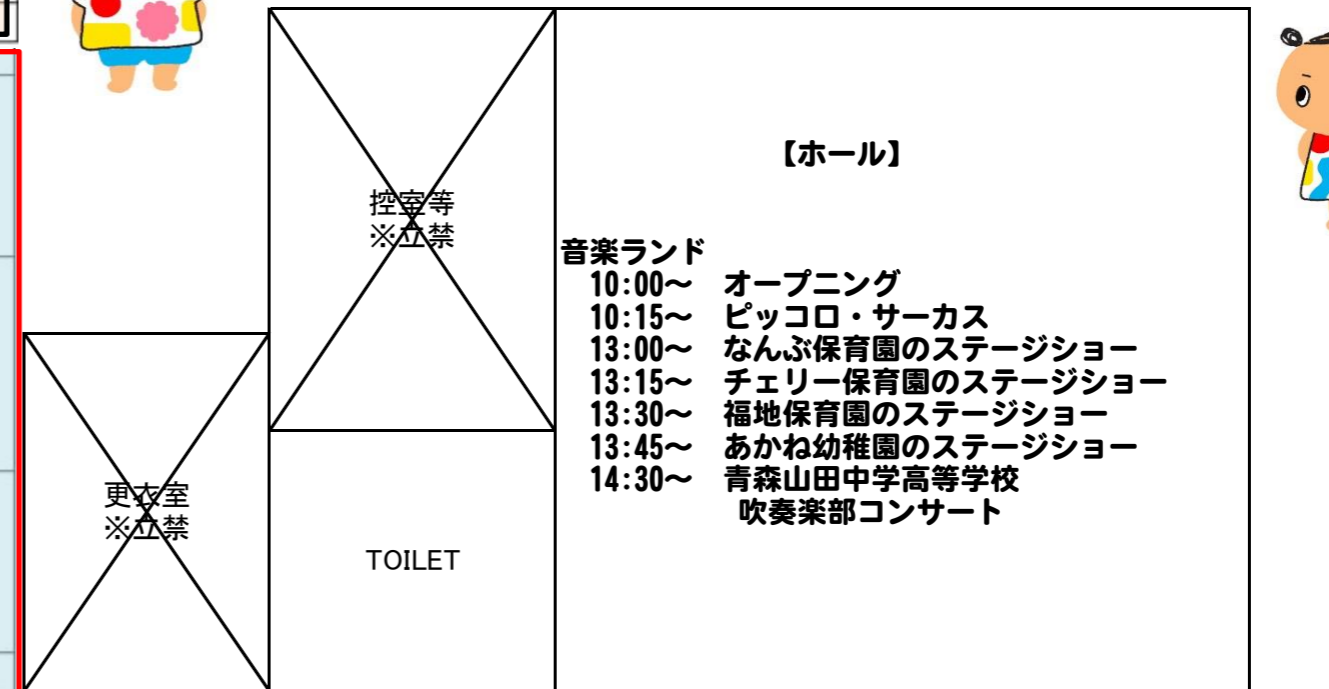 控室等
※立禁
更衣室
※立禁
TOILET
【ホール】
音楽ランド
10:00～ オープニング
10:15～ ピッコロ・サーカス
13:00～ なんぶ保育園のステージショー
13:15～ チェリー保育園のステージショー
13:30～ 福地保育園のステージショー
13:45～ あかね幼稚園のステージショー
14:30～ 青森山田中学高等学校
吹奏楽部コンサート